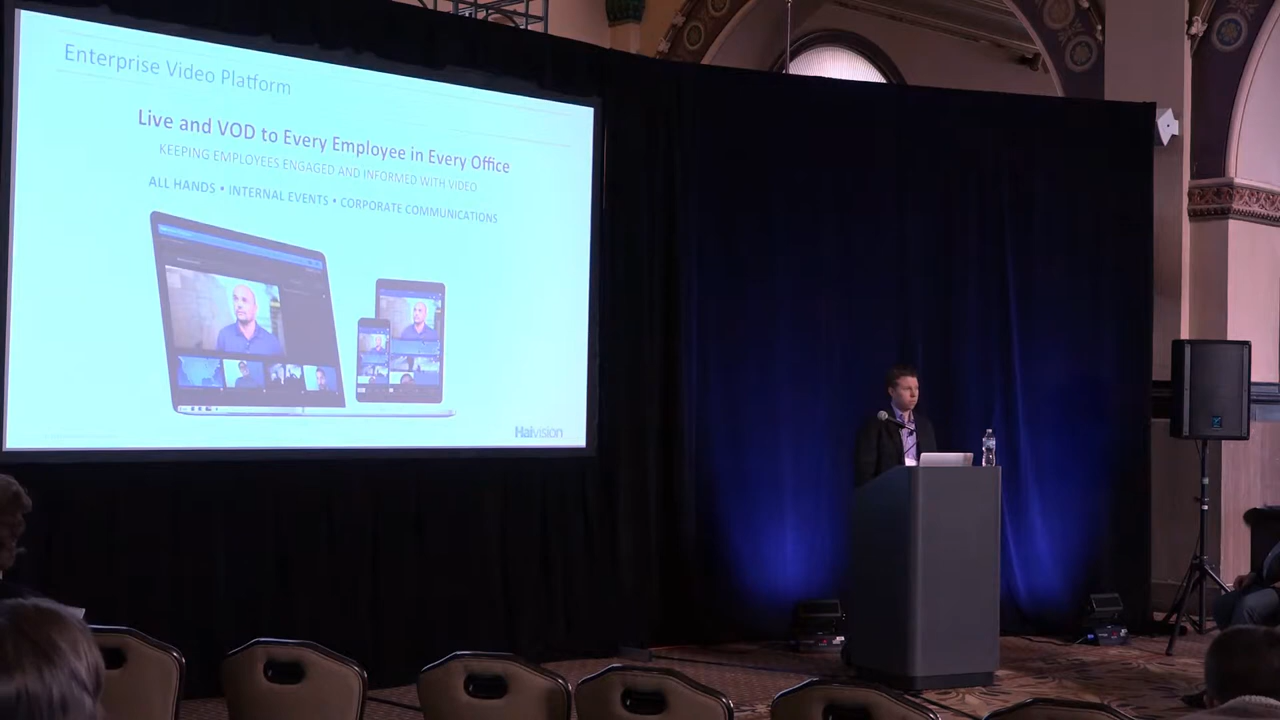 Enterprise Video Platform
Live and VOD to Every Employee in Every Office
KEEPING EMPLOYEES ENGAGED AND INFORMED WITH VIDEO
ALL HANDS • INTERNAL EVENTS • CORPORATE COMMUNICATIONS
Haivision